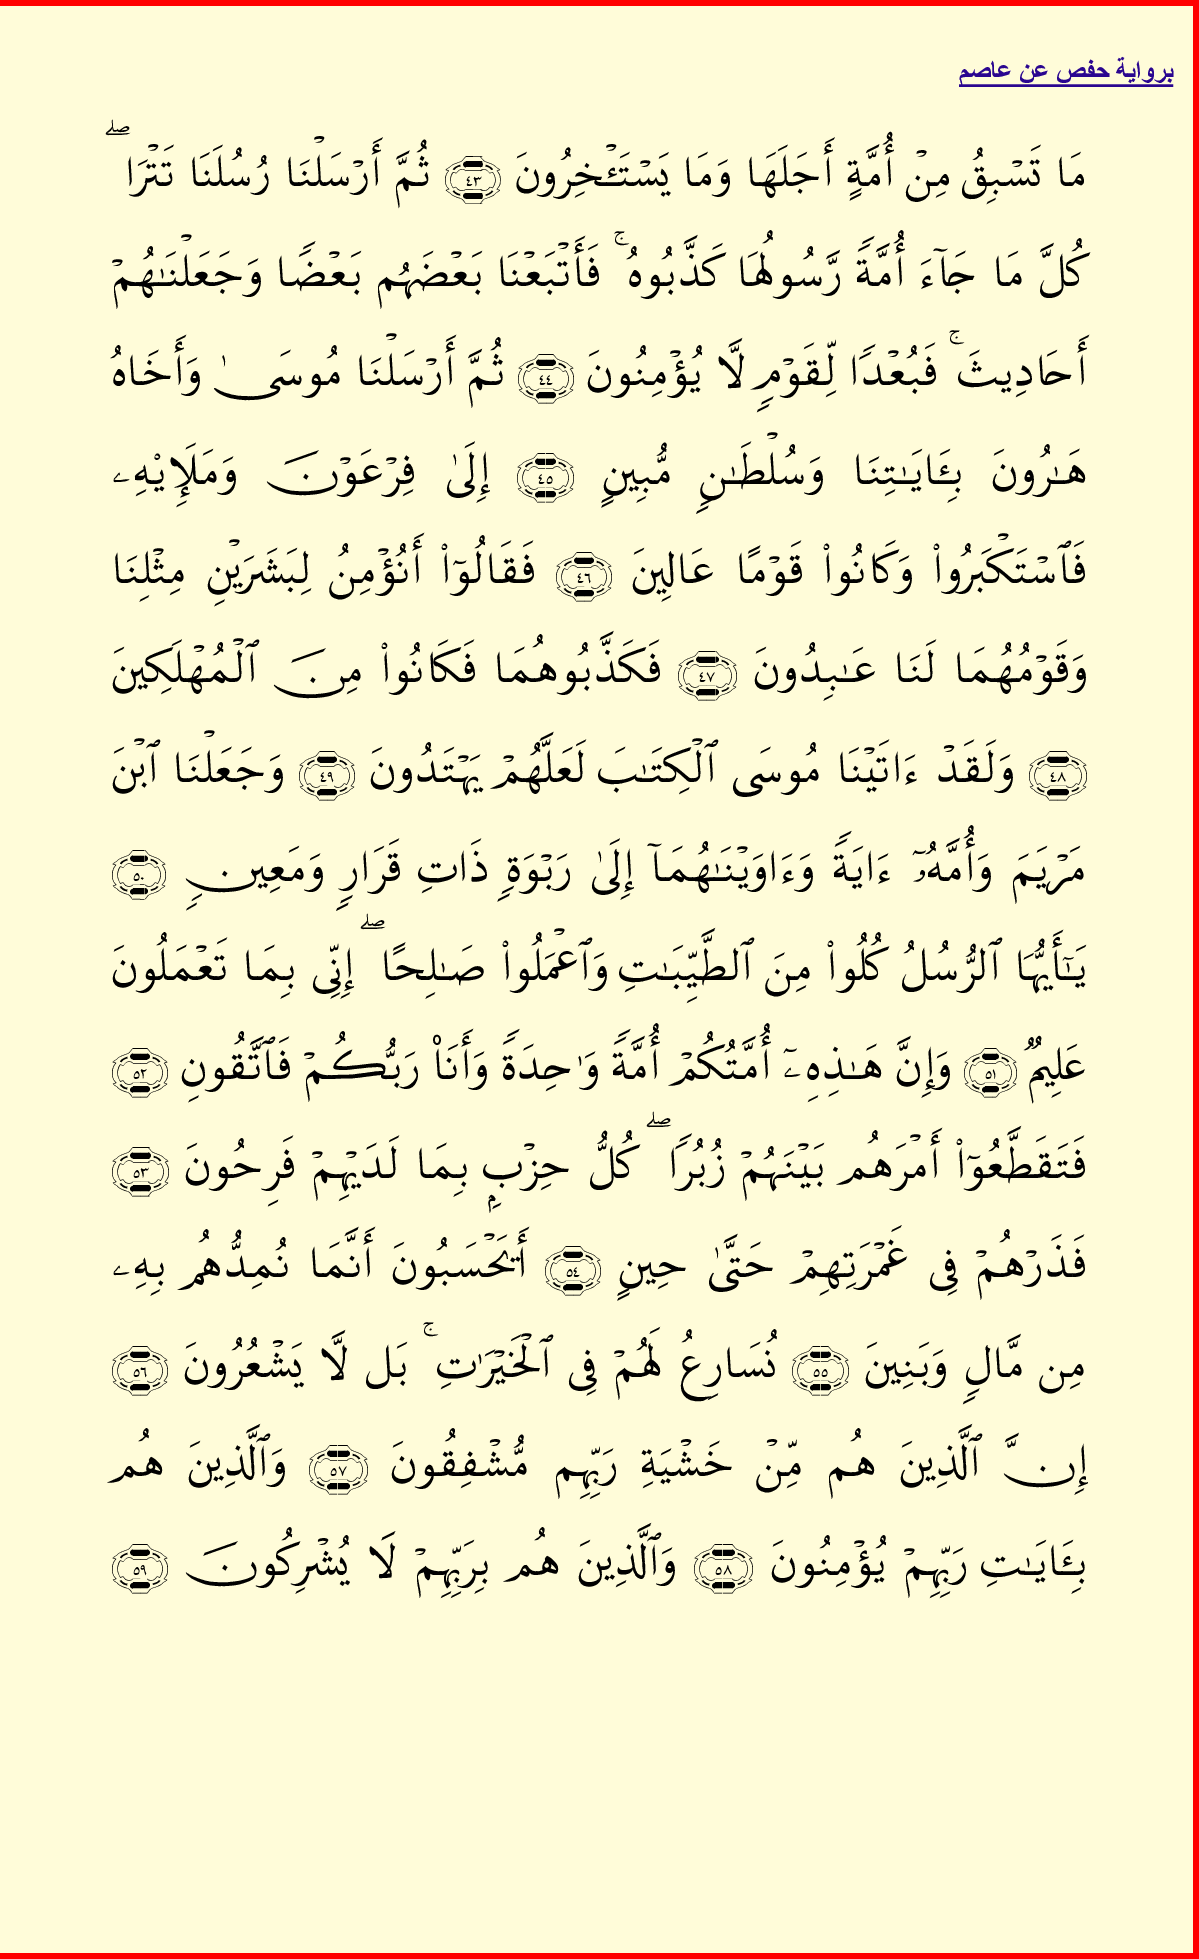 برواية حفص عن عاصم
مَا تَسۡبِقُ مِنۡ أُمَّةٍ أَجَلَهَا وَمَا يَسۡتَـٔۡخِرُونَ ٤٣ ثُمَّ أَرۡسَلۡنَا رُسُلَنَا تَتۡرَاۖ
كُلَّ مَا جَآءَ أُمَّةٗ رَّسُولُهَا كَذَّبُوهُۚ فَأَتۡبَعۡنَا بَعۡضَهُم بَعۡضٗا وَجَعَلۡنَٰهُمۡ
أَحَادِيثَۚ فَبُعۡدٗا لِّقَوۡمٖ لَّا يُؤۡمِنُونَ ٤٤ ثُمَّ أَرۡسَلۡنَا مُوسَىٰ وَأَخَاهُ
هَٰرُونَ بِـَٔايَٰتِنَا وَسُلۡطَٰنٖ مُّبِينٍ ٤٥ إِلَىٰ فِرۡعَوۡنَ وَمَلَإِيْهِۦ
فَٱسۡتَكۡبَرُواْ وَكَانُواْ قَوۡمًا عَالِينَ ٤٦ فَقَالُوٓاْ أَنُؤۡمِنُ لِبَشَرَيۡنِ مِثۡلِنَا
وَقَوۡمُهُمَا لَنَا عَٰبِدُونَ ٤٧ فَكَذَّبُوهُمَا فَكَانُواْ مِنَ ٱلۡمُهۡلَكِينَ
٤٨ وَلَقَدۡ ءَاتَيۡنَا مُوسَى ٱلۡكِتَٰبَ لَعَلَّهُمۡ يَهۡتَدُونَ ٤٩ وَجَعَلۡنَا ٱبۡنَ
مَرۡيَمَ وَأُمَّهُۥٓ ءَايَةٗ وَءَاوَيۡنَٰهُمَآ إِلَىٰ رَبۡوَةٖ ذَاتِ قَرَارٖ وَمَعِينٖ ٥٠
يَٰٓأَيُّهَا ٱلرُّسُلُ كُلُواْ مِنَ ٱلطَّيِّبَٰتِ وَٱعۡمَلُواْ صَٰلِحًاۖ إِنِّي بِمَا تَعۡمَلُونَ
عَلِيمٞ ٥١ وَإِنَّ هَٰذِهِۦٓ أُمَّتُكُمۡ أُمَّةٗ وَٰحِدَةٗ وَأَنَا۠ رَبُّكُمۡ فَٱتَّقُونِ ٥٢
فَتَقَطَّعُوٓاْ أَمۡرَهُم بَيۡنَهُمۡ زُبُرٗاۖ كُلُّ حِزۡبِۭ بِمَا لَدَيۡهِمۡ فَرِحُونَ ٥٣
فَذَرۡهُمۡ فِي غَمۡرَتِهِمۡ حَتَّىٰ حِينٍ ٥٤ أَيَحۡسَبُونَ أَنَّمَا نُمِدُّهُم بِهِۦ
مِن مَّالٖ وَبَنِينَ ٥٥ نُسَارِعُ لَهُمۡ فِي ٱلۡخَيۡرَٰتِۚ بَل لَّا يَشۡعُرُونَ ٥٦
إِنَّ ٱلَّذِينَ هُم مِّنۡ خَشۡيَةِ رَبِّهِم مُّشۡفِقُونَ ٥٧ وَٱلَّذِينَ هُم
بِـَٔايَٰتِ رَبِّهِمۡ يُؤۡمِنُونَ ٥٨ وَٱلَّذِينَ هُم بِرَبِّهِمۡ لَا يُشۡرِكُونَ ٥٩